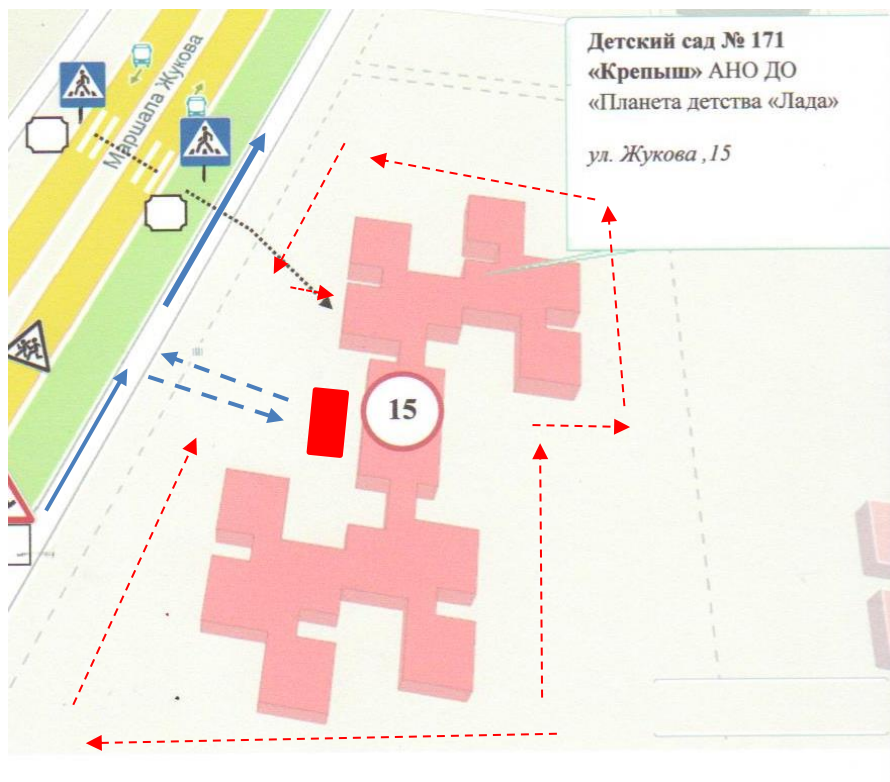 Детский сад № 171
«Крепыш» АНО ДО
«Планета детства «Лада»
ул. Жукова ,15
Маршала Жукова
15